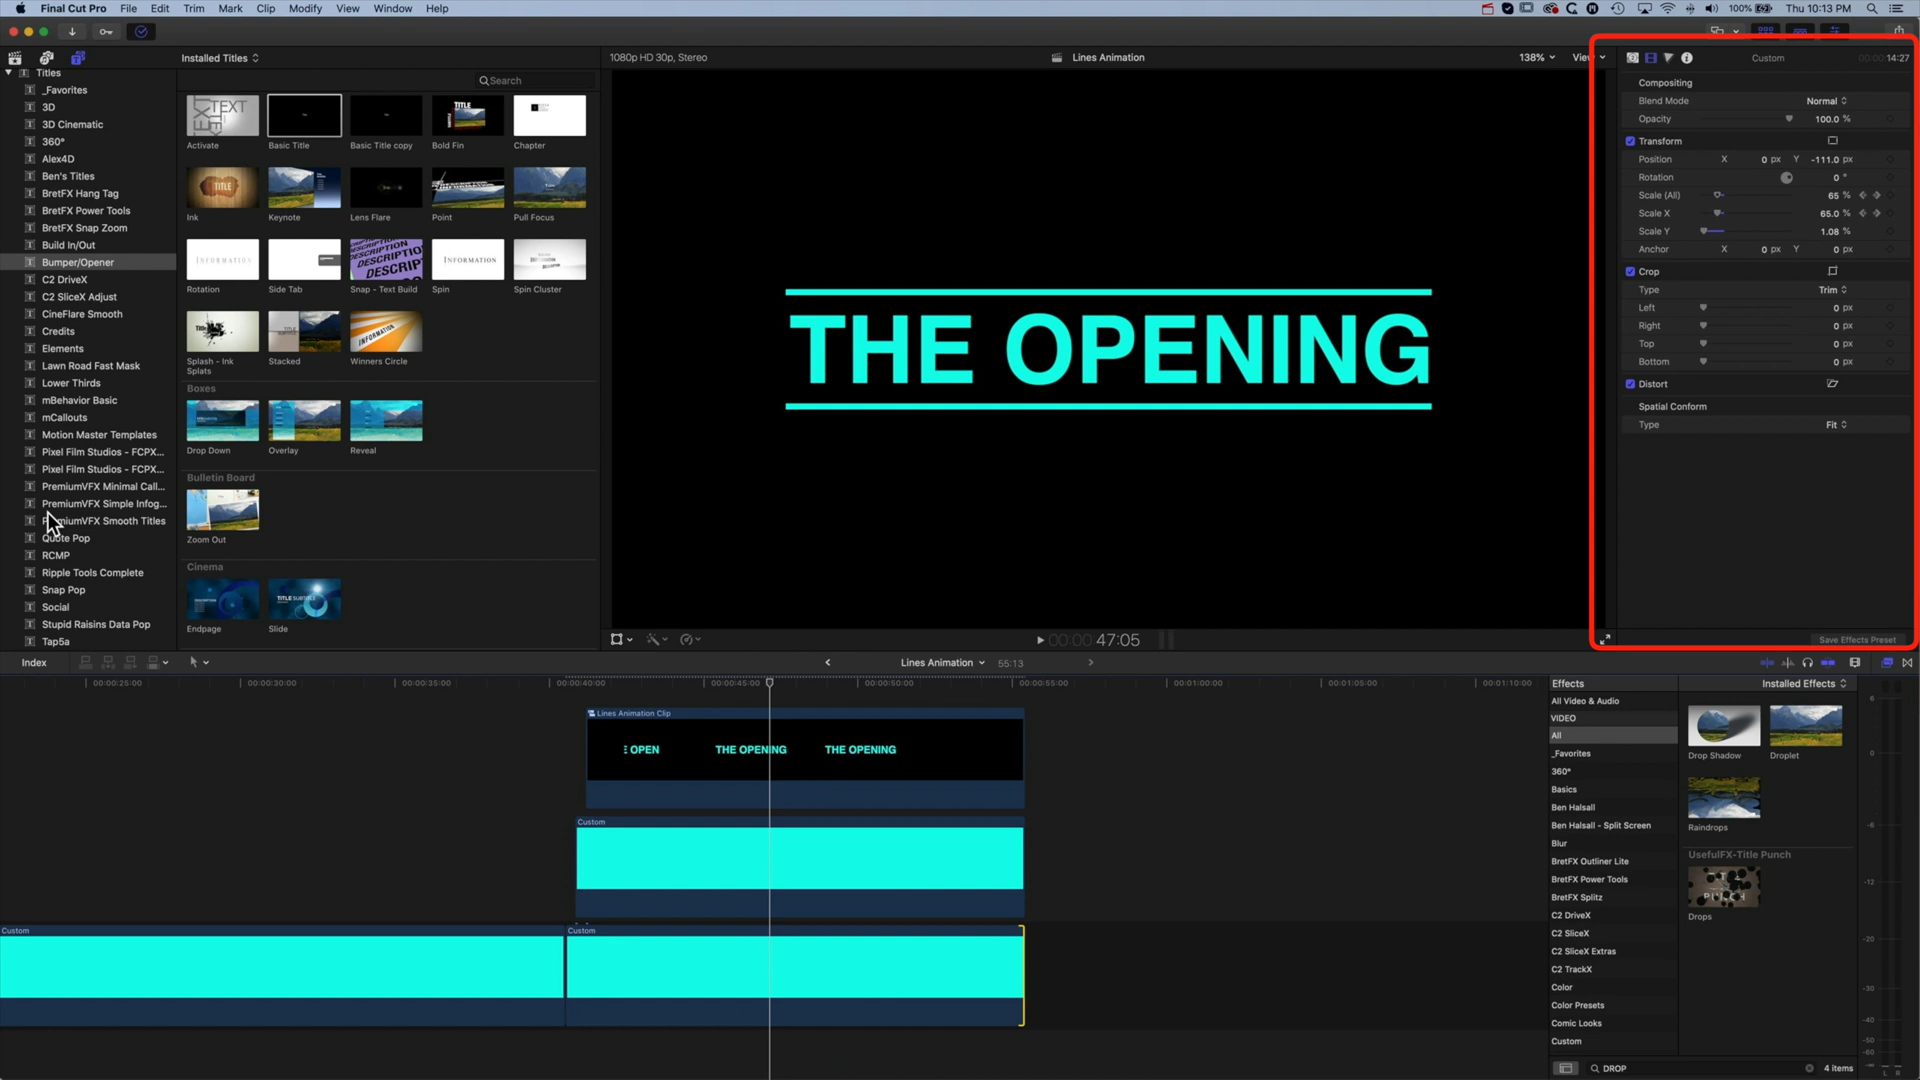 Final Cut Pro File Edit Trim Mark Clip Modify View Window Help
100% Thu 10:13 PM
Installed Titles
1080p HD 30p, Stereo
Lines Animation
138% View
Custom
14:27
Search
Titles
_Favorites
3D
3D Cinematic
360°
Alex4D
Ben's Titles
BretFX Hang Tag
BretFX Power Tools
BretFX Snap Zoom
Build In/Out
Bumper/Opener
C2 DriveX
C2 SliceX Adjust
CineFlare Smooth
Credits
Elements
Lawn Road Fast Mask
Lower Thirds
mBehavior Basic
mCallouts
Motion Master Templates
Pixel Film Studios - FCPX...
Pixel Film Studios - FCPX...
PremiumVFX Minimal Call...
PremiumVFX Simple Infog...
PremiumVFX Smooth Titles
Quote Pop
RCMP
Ripple Tools Complete
Snap Pop
Social
Stupid Raisins Data Pop
Tap5a
Activate
Basic Title
Basic Title copy
Bold Fin
Chapter
Ink
Keynote
Lens Flare
Point
Pull Focus
Rotation
Side Tab
Snap - Text Build
Spin
Spin Cluster
Splash - Ink
Splats
Stacked
Winners Circle
Boxes
Drop Down
Overlay
Reveal
Bulletin Board
Zoom Out
Cinema
Endpage
Slide
THE OPENING
Compositing
Blend Mode Normal
Opacity 100.0 %
Transform
Position X 0 px Y -111.0 px
Rotation 0 °
Scale (All) 65 %
Scale X 65.0 %
Scale Y 1.08 %
Anchor X 0 px Y 0 px
Crop
Type Trim
Left 0 px
Right 0 px
Top 0 px
Bottom 0 px
Distort
Spatial Conform
Type Fit
00:00 47:05
Save Effects Preset
Index
Lines Animation 55:13
00:00:25:00 00:00:30:00 00:00:35:00 00:00:40:00 00:00:45:00 00:00:50:00 00:00:55:00 00:01:00:00 00:01:05:00 00:01:10:00
Lines Animation Clip
E OPEN THE OPENING THE OPENING
Custom
Custom
Custom
Effects
Installed Effects
All Video & Audio
VIDEO
All
_Favorites
360°
Basics
Ben Halsall
Ben Halsall - Split Screen
Blur
BretFX Outliner Lite
BretFX Power Tools
BretFX Splitz
C2 DriveX
C2 SliceX
C2 SliceX Extras
C2 TrackX
Color
Color Presets
Comic Looks
Custom
Drop Shadow
Droplet
Raindrops
UsefulFX-Title Punch
Drops
6
0
-6
-12
-20
-30
-40
-50
-60
L R
DROP
4 items